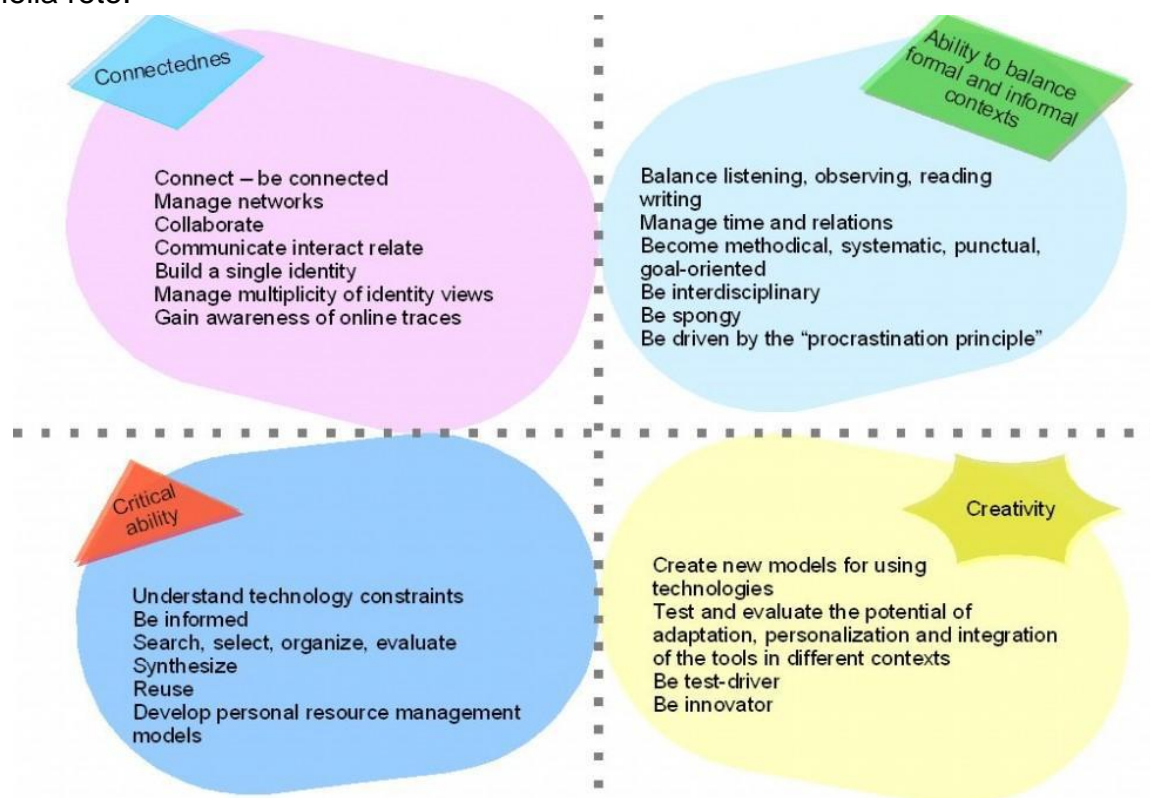 nella rete.
Connectednes
Connect – be connected
Manage networks
Collaborate
Communicate interact relate
Build a single identity
Manage multiplicity of identity views
Gain awareness of online traces
Ability to balance
formal and informal
contexts
Balance listening, observing, reading
writing
Manage time and relations
Become methodical, systematic, punctual,
goal-oriented
Be interdisciplinary
Be spongy
Be driven by the “procrastination principle”
Critical
ability
Understand technology constraints
Be informed
Search, select, organize, evaluate
Synthesize
Reuse
Develop personal resource management
models
Creativity
Create new models for using
technologies
Test and evaluate the potential of
adaptation, personalization and integration
of the tools in different contexts
Be test-driver
Be innovator